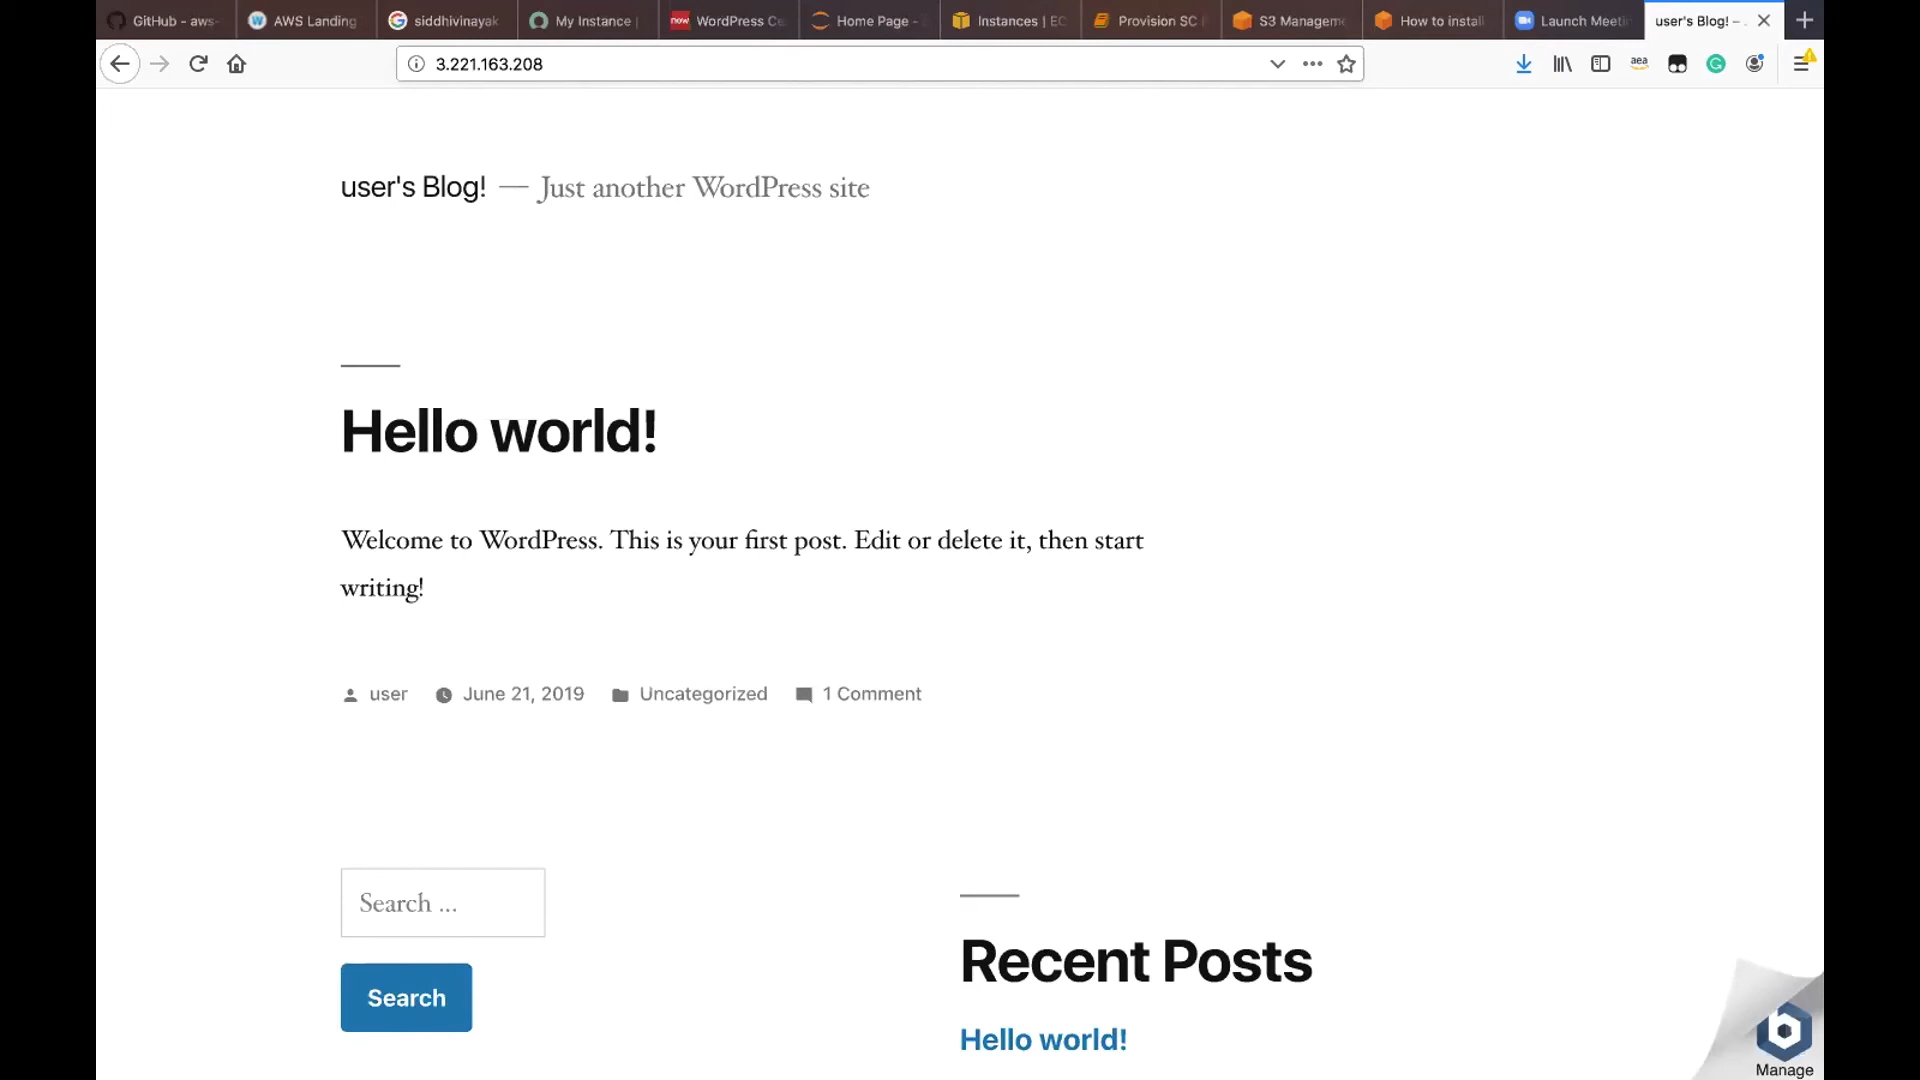 GitHub - aws-
AWS Landing
siddhivinayak
My Instance
WordPress Ce
Home Page -
Instances | EC
Provision SC
S3 Managem
How to install
Launch Meeti
user's Blog! –
3.221.163.208
aea
user's Blog! — Just another WordPress site
Hello world!
Welcome to WordPress. This is your first post. Edit or delete it, then start
writing!
user June 21, 2019 Uncategorized 1 Comment
Search ...
Search
Recent Posts
Hello world!
Manage